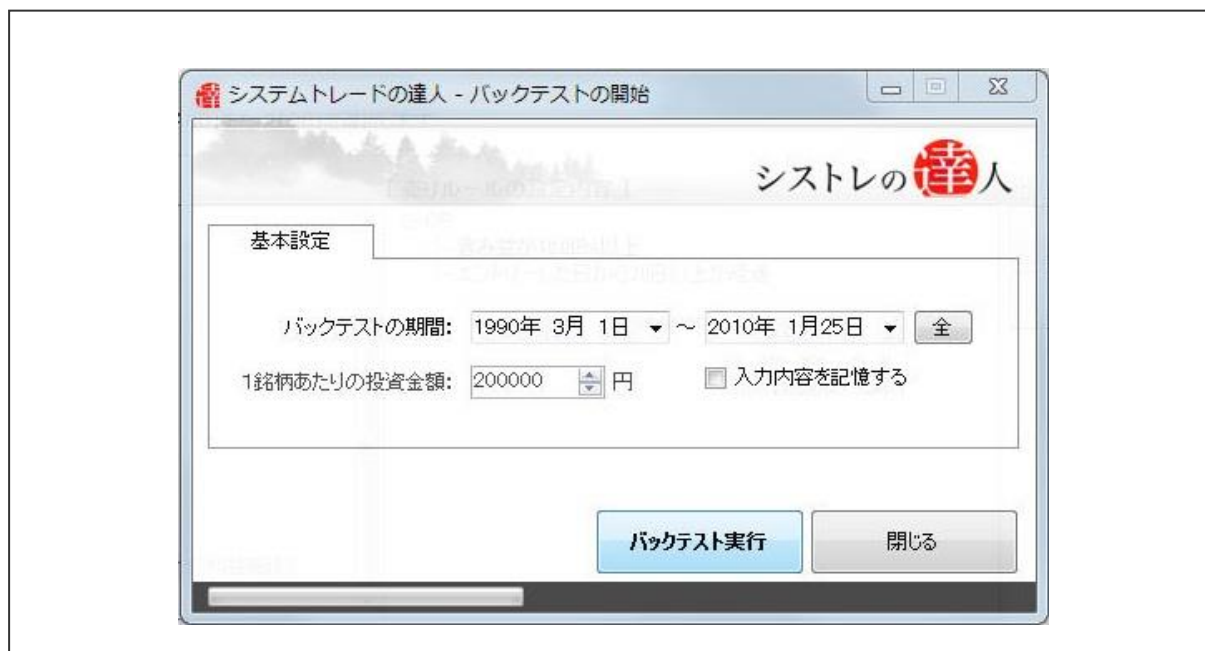 システムトレードの達人 - バックテストの開始
シストレの達人
基本設定
バックテストの期間: 1990年 3月 1日 ～ 2010年 1月25日 全
1銘柄あたりの投資金額: 200000 円 入力内容を記憶する
バックテスト実行 閉じる